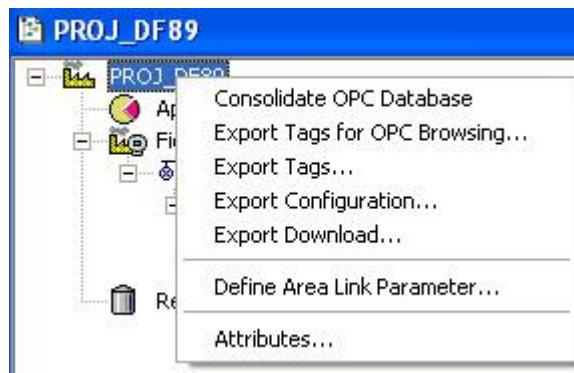 PROJ_DF89
PROJ_DF89
Consolidate OPC Database
Export Tags for OPC Browsing...
Export Tags...
Export Configuration...
Export Download...
Define Area Link Parameter...
Attributes...